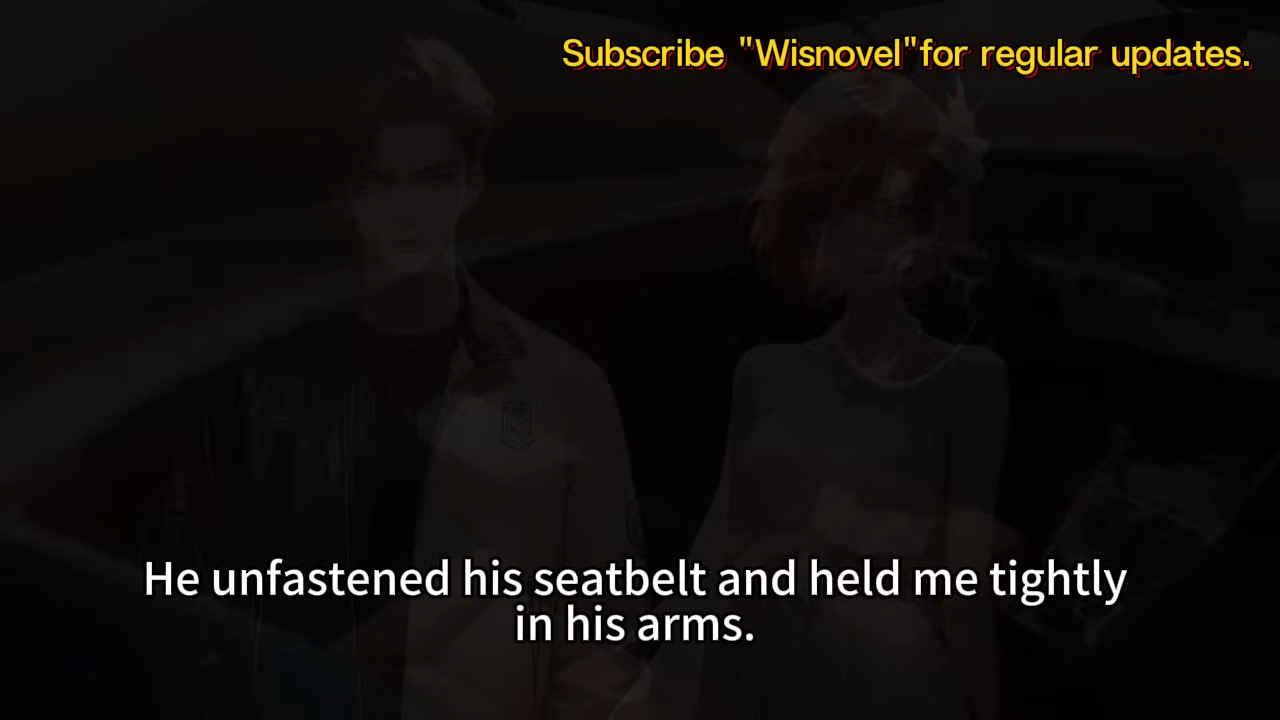 Subscribe "Wisnovel"for regular updates.
He unfastened his seatbelt and held me tightly
in his arms.